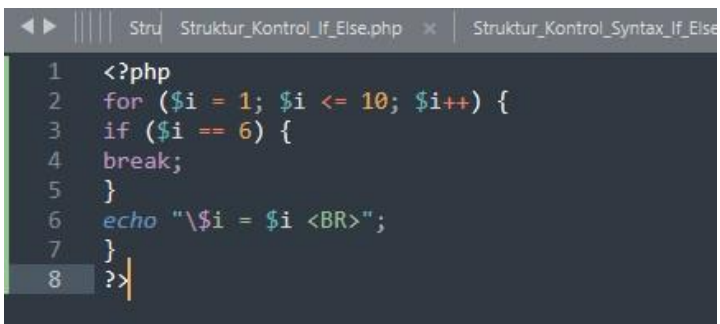 Stru Struktur_Kontrol_If_Else.php × Struktur_Kontrol_Syntax_If_Else
1 <?php
2 for ($i = 1; $i <= 10; $i++) {
3 if ($i == 6) {
4 break;
5 }
6 echo "\$i = $i <BR>";
7 }
8 ?>